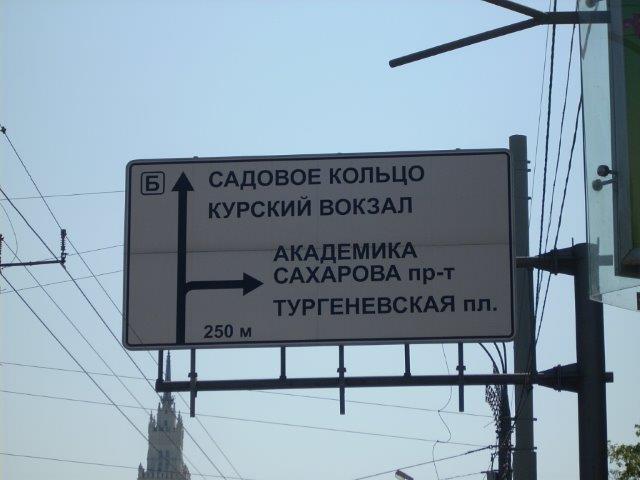 Б САДОВОЕ КОЛЬЦО
КУРСКИЙ ВОКЗАЛ
АКАДЕМИКА
САХАРОВА пр-т
ТУРГЕНЕВСКАЯ пл.
250 м